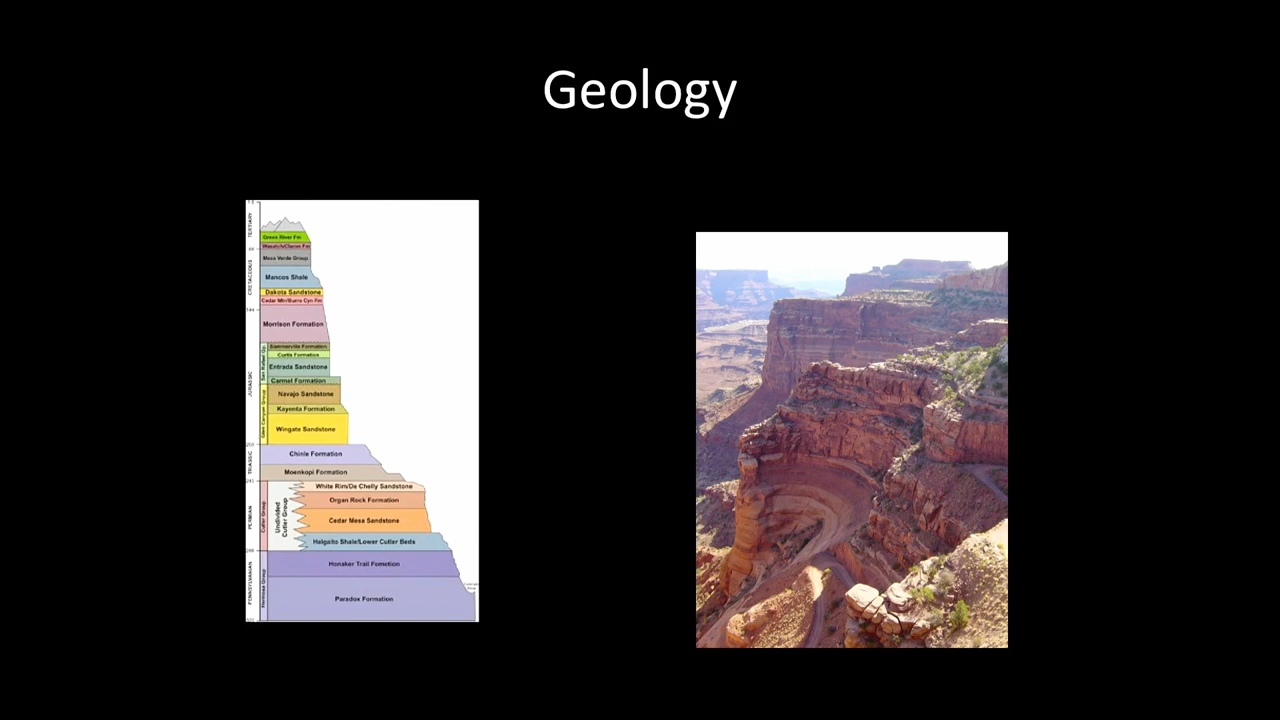 Geology
TERTIARY
Green River Fm
Wasatch/Claron Fm
Mesa Verde Group
CRETACEOUS
Mancos Shale
Dakota Sandstone
Cedar Mtn/Burro Cyn Fm
144
Morrison Formation
San Rafael Gp
Summerville Formation
Curtis Formation
Entrada Sandstone
Carmel Formation
JURASSIC
Glen Canyon Group
Navajo Sandstone
Kayenta Formation
Wingate Sandstone
TRIASSIC
Chinle Formation
Moenkopi Formation
PERMIAN
Cutler Group
Undivided
Cutler Group
White Rim/De Chelly Sandstone
Organ Rock Formation
Cedar Mesa Sandstone
Halgaito Shale/Lower Cutler Beds
PENNSYLVANIAN
Hermosa Group
Honaker Trail Fometion
Paradox Formation